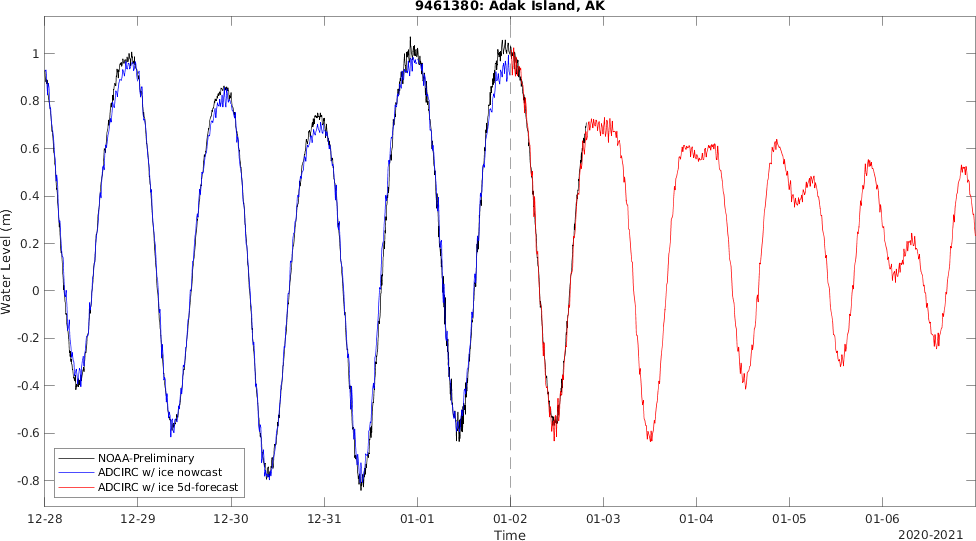 9461380: Adak Island, AK
Water Level (m)
1
0.8
0.6
0.4
0.2
0
-0.2
-0.4
-0.6
-0.8
NOAA-Preliminary
ADCIRC w/ ice nowcast
ADCIRC w/ ice 5d-forecast
12-28 12-29 12-30 12-31 01-01 01-02 01-03 01-04 01-05 01-06
Time
2020-2021